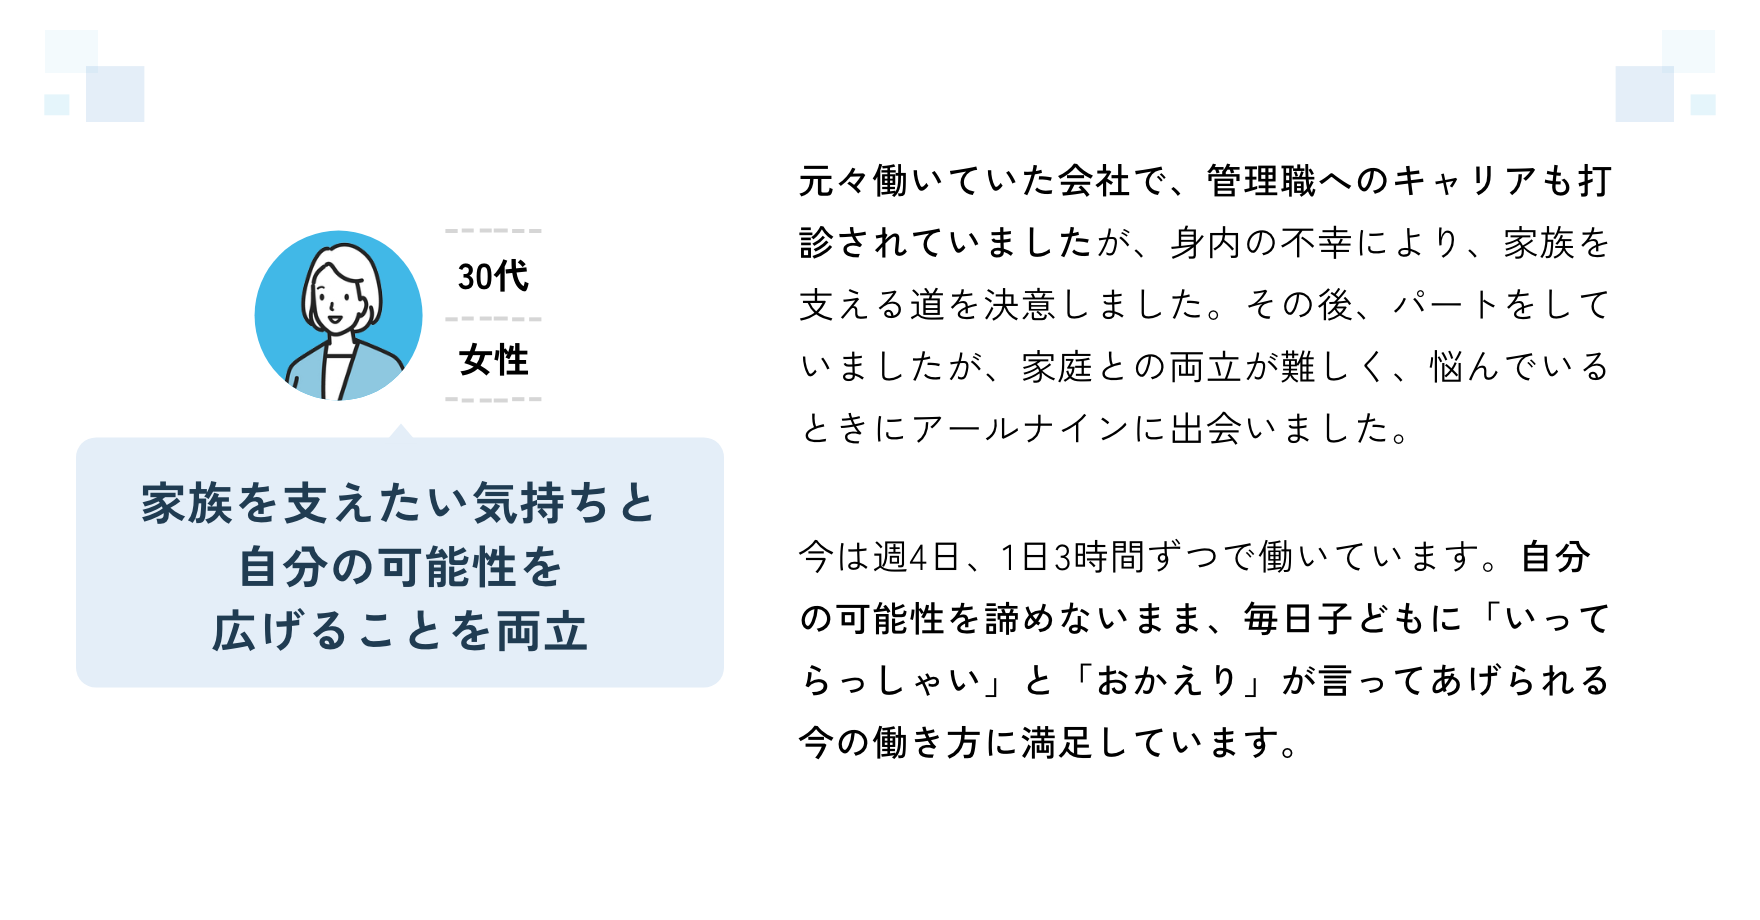 30代
女性
家族を支えたい気持ちと
自分の可能性を
広げることを両立
元々働いていた会社で、管理職へのキャリアも打
診されていましたが、身内の不幸により、家族を
支える道を決意しました。その後、パートをして
いましたが、家庭との両立が難しく、悩んでいる
ときにアールナインに出会いました。
今は週4日、1日3時間ずつで働いています。自分
の可能性を諦めないまま、毎日子どもに「いって
らっしゃい」と「おかえり」が言ってあげられる
今の働き方に満足しています。